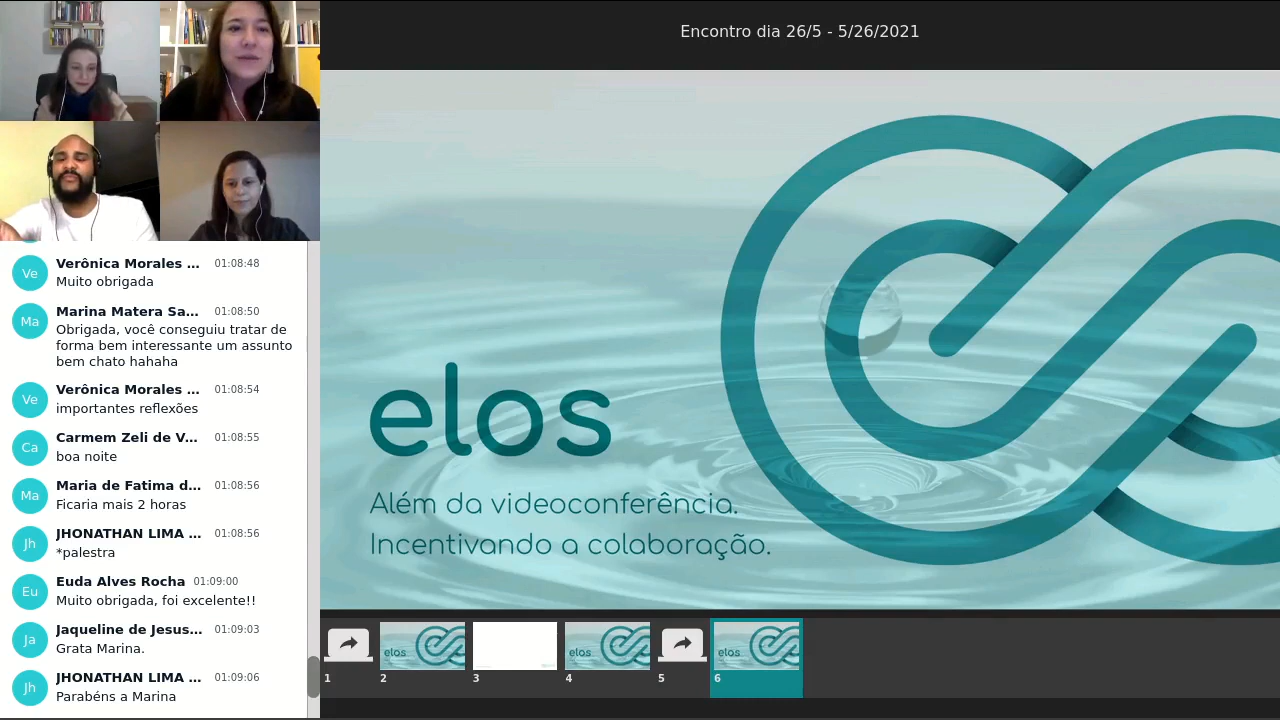 Encontro dia 26/5 - 5/26/2021
Ve
Verônica Morales ...
01:08:48
Muito obrigada
Ma
Marina Matera Sa...
01:08:50
Obrigada, você conseguiu tratar de
forma bem interessante um assunto
bem chato hahaha
Ve
Verônica Morales ...
01:08:54
importantes reflexões
Ca
Carmem Zeli de V...
01:08:55
boa noite
Ma
Maria de Fatima d...
01:08:56
Ficaria mais 2 horas
Jh
JHONATHAN LIMA ...
01:08:56
*palestra
Eu
Euda Alves Rocha
01:09:00
Muito obrigada, foi excelente!!
Ja
Jaqueline de Jesus...
01:09:03
Grata Marina.
Jh
JHONATHAN LIMA ...
01:09:06
Parabéns a Marina
elos
Além da videoconferência.
Incentivando a colaboração.
elos
elos
elos
1
2
3
4
5
6